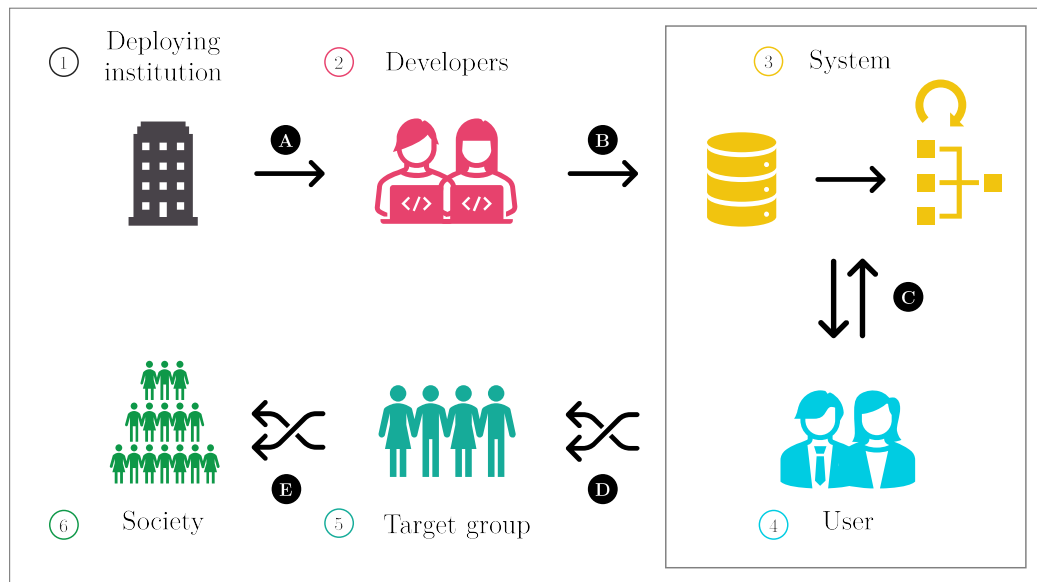 1 Deploying
institution
2 Developers
3 System
A
B
</> </>
C
E
D
6 Society
5 Target group
4 User